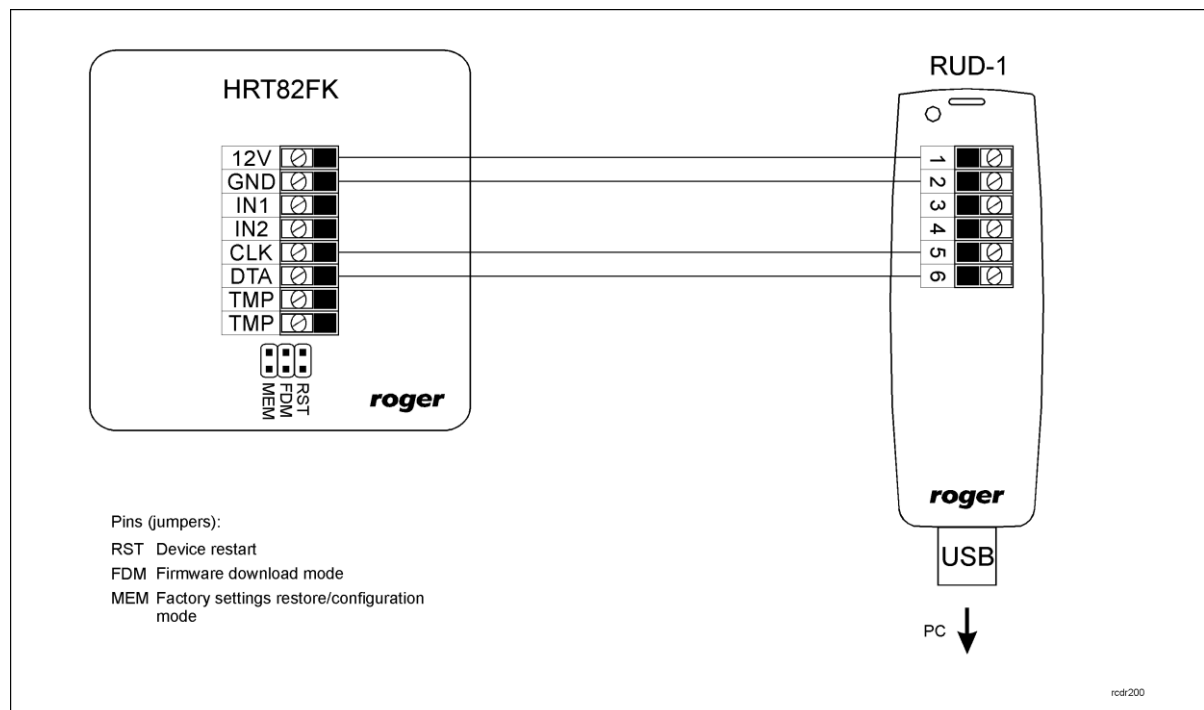 HRT82FK
12V
GND
IN1
IN2
CLK
DTA
TMP
TMP
MEM
FDM
RST
roger
RUD-1
1
2
3
4
5
6
roger
USB
PC
Pins (jumpers):
RST Device restart
FDM Firmware download mode
MEM Factory settings restore/configuration
mode
rcdr200